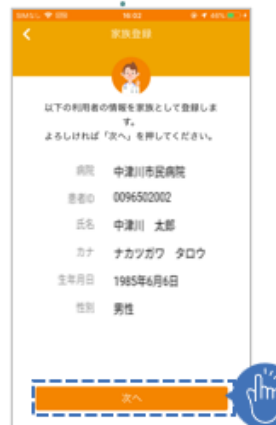 16:02
家族登録
以下の利用者の情報を家族として登録しま
す。
よろしければ「次へ」を押してください。
病院 中津川市民病院
患者ID 0096502002
氏名 中津川 太郎
カナ ナカツガワ タロウ
生年月日 1985年6月6日
性別 男性
次へ